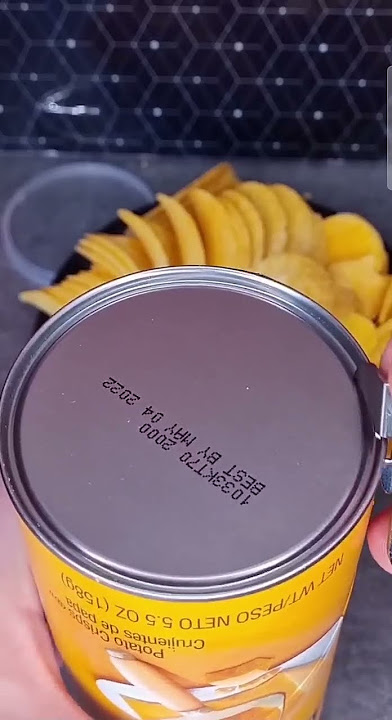 1033KT70 2000
BEST BY MAY 04 2022
Potato Crisps
Crujientes de papa
NET WT/PESO NETO 5.5 OZ (158g)